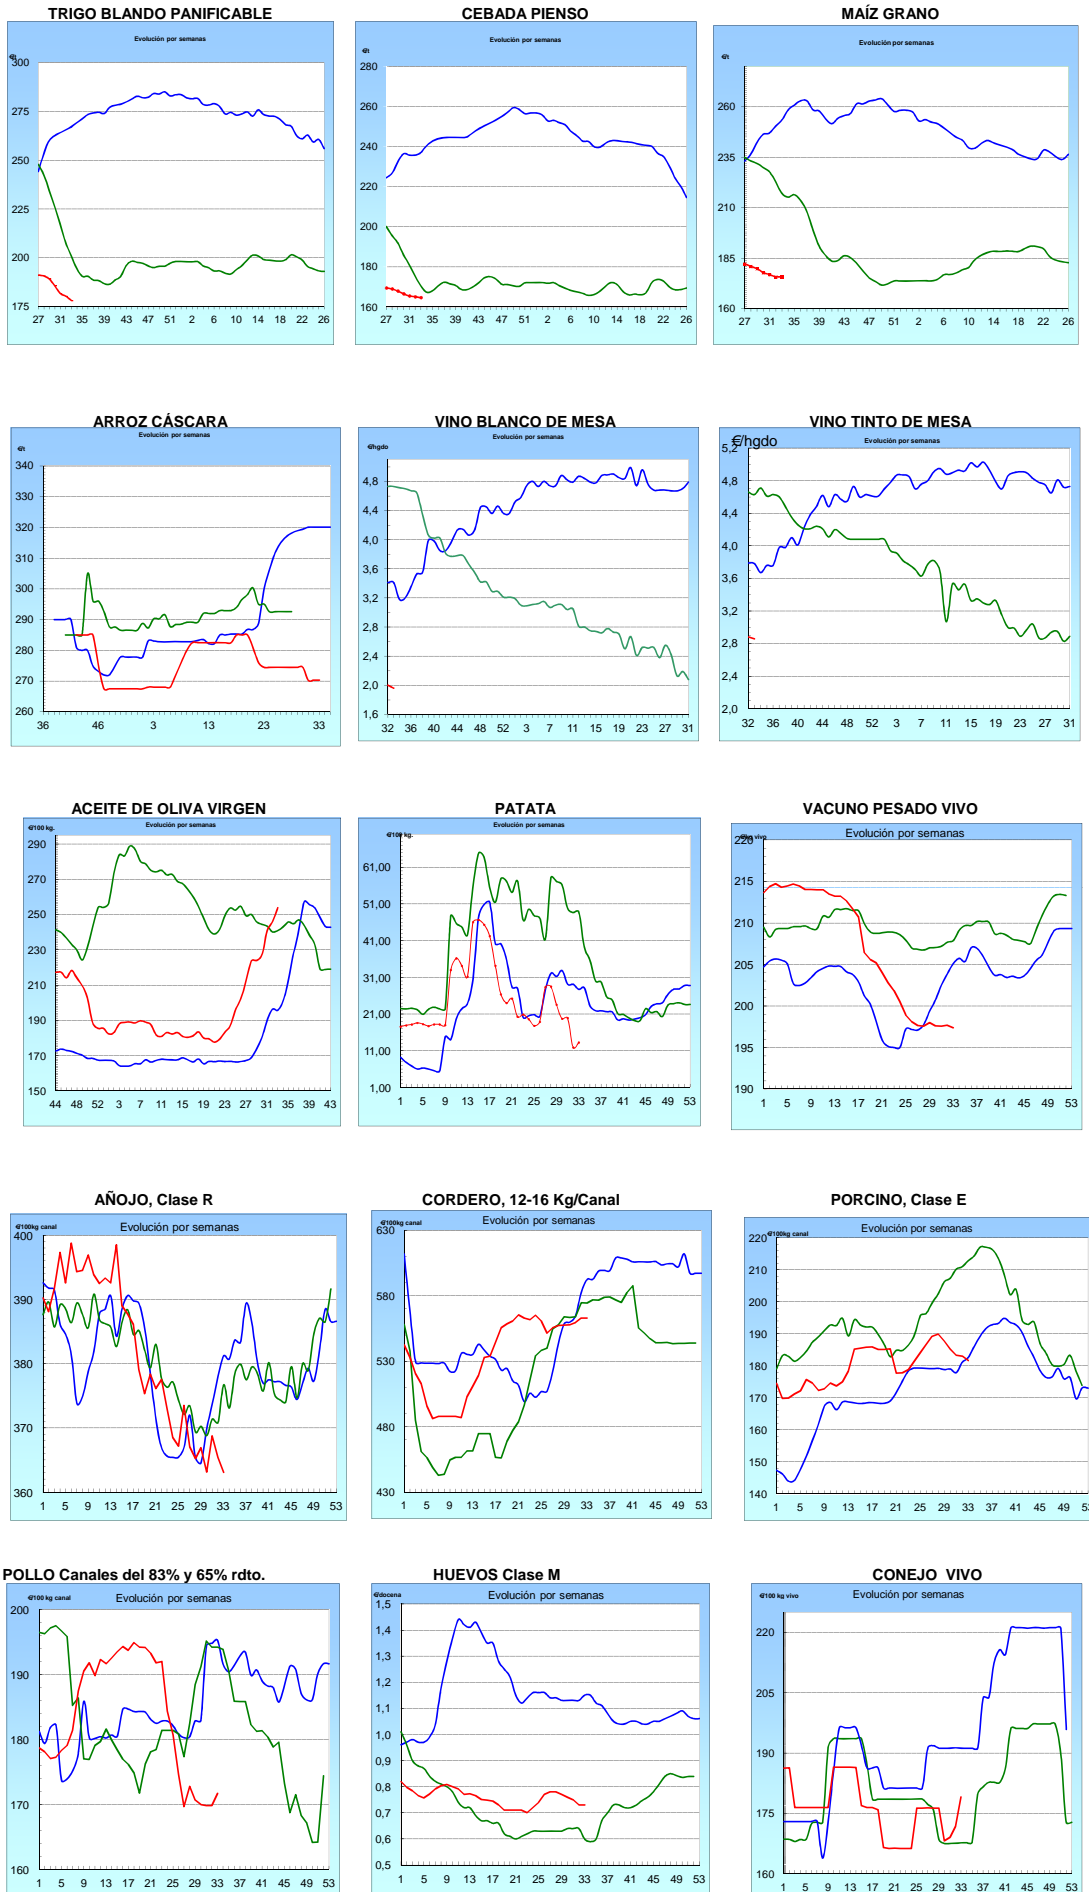 TRIGO BLANDO PANIFICABLE
Evolución por semanas
€/t
300
275
250
225
200
175
27 31 35 39 43 47 51 2 6 10 14 18 22 26
CEBADA PIENSO
Evolución por semanas
€/t
280
260
240
220
200
180
160
27 31 35 39 43 47 51 2 6 10 14 18 22 26
MAÍZ GRANO
Evolución por semanas
€/t
260
235
210
185
160
27 31 35 39 43 47 51 2 6 10 14 18 22 26
ARROZ CÁSCARA
Evolución por semanas
€/t
340
330
320
310
300
290
280
270
260
36 46 3 13 23 33
VINO BLANCO DE MESA
Evolución por semanas
€/hgdo
4,8
4,4
4,0
3,6
3,2
2,8
2,4
2,0
1,6
32 36 40 44 48 52 3 7 11 15 19 23 27 31
VINO TINTO DE MESA
Evolución por semanas
€/hgdo
5,2
4,8
4,4
4,0
3,6
3,2
2,8
2,4
2,0
32 36 40 44 48 52 3 7 11 15 19 23 27 31
ACEITE DE OLIVA VIRGEN
Evolución por semanas
€/100 kg.
290
270
250
230
210
190
170
150
44 48 52 3 7 11 15 19 23 27 31 35 39 43
PATATA
Evolución por semanas
€/100 kg.
61,00
51,00
41,00
31,00
21,00
11,00
1,00
1 5 9 13 17 21 25 29 33 37 41 45 49 53
VACUNO PESADO VIVO
Evolución por semanas
220
215
210
205
200
195
190
1 5 9 13 17 21 25 29 33 37 41 45 49 53
AÑOJO, Clase R
Evolución por semanas
€/100kg canal
400
390
380
370
360
1 5 9 13 17 21 25 29 33 37 41 45 49 53
CORDERO, 12-16 Kg/Canal
Evolución por semanas
€/100kg canal
630
580
530
480
430
1 5 9 13 17 21 25 29 33 37 41 45 49 53
PORCINO, Clase E
Evolución por semanas
€/100kg canal
220
210
200
190
180
170
160
150
140
1 5 9 13 17 21 25 29 33 37 41 45 49
POLLO Canales del 83% y 65% rdto.
Evolución por semanas
€/100 kg canal
200
190
180
170
160
1 5 9 13 17 21 25 29 33 37 41 45 49 53
HUEVOS Clase M
Evolución por semanas
€/docena
1,5
1,4
1,3
1,2
1,1
1,0
0,9
0,8
0,7
0,6
0,5
1 5 9 13 17 21 25 29 33 37 41 45 49 53
CONEJO VIVO
Evolución por semanas
€/100 kg vivo
220
205
190
175
160
1 5 9 13 17 21 25 29 33 37 41 45 49 53